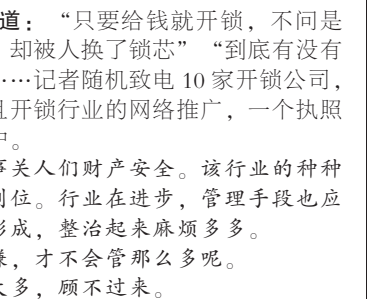 道：“只要给钱就开锁，不问是
却被人换了锁芯”“到底有没有
……记者随机致电 10 家开锁公司，
且开锁行业的网络推广，一个执照
中。
事关人们财产安全。该行业的种种
到位。行业在进步，管理手段也应
形成，整治起来麻烦多多。
才不会管那么多呢。
多，顾不过来。